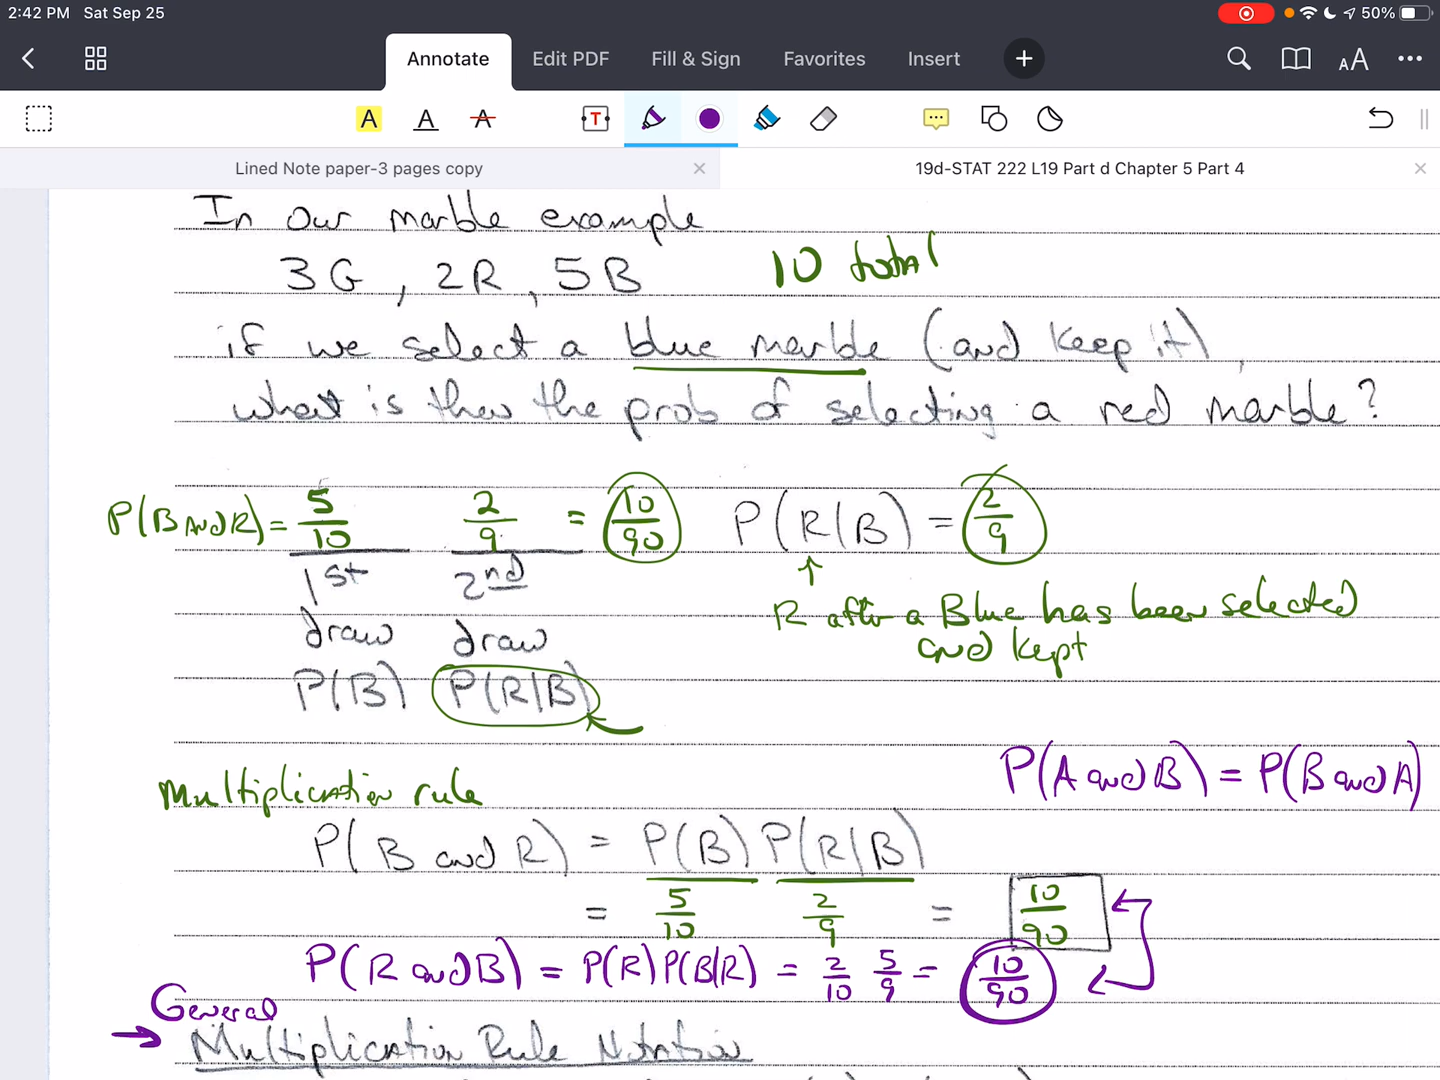 2:42 PM Sat Sep 25
50%
Annotate Edit PDF Fill & Sign Favorites Insert
Lined Note paper-3 pages copy
19d-STAT 222 L19 Part d Chapter 5 Part 4
In our marble example
3G, 2R, 5B 10 total
if we select a blue marble (and keep it),
what is then the prob of selecting a red marble?
P(B and R) = 5/10 2/9 = 10/90 P(R|B) = 2/9
1st 2nd
draw draw
R after a Blue has been selected
and kept
P(B) P(R|B)
P(A and B) = P(B and A)
Multiplication rule
P(B and R) = P(B) P(R|B)
= 5/10 2/9 = 10/90
P(R and B) = P(R) P(B|R) = 2/10 5/9 = 10/90
General
→ Multiplication Rule Notation